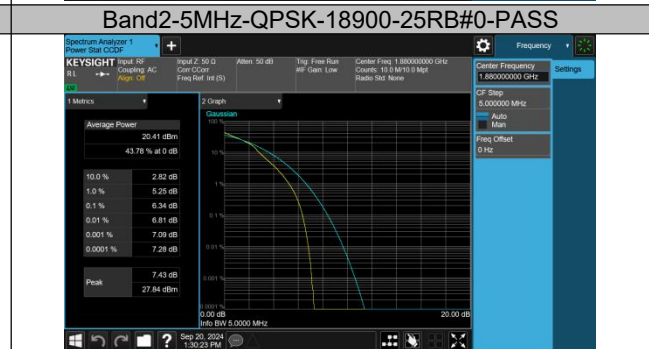 Band2-5MHz-QPSK-18900-25RB#0-PASS
Spectrum Analyzer 1
Power Stat CCDF
+
Frequency
KEYSIGHT
Input: RF
Input Z: 50 Ω
Atten: 50 dB
Trig: Free Run
Center Freq: 1.880000000 GHz
RL
Coupling: AC
Corr CCorr
#IF Gain: Low
Counts: 10.0 M/10.0 Mpt
Align: Off
Freq Ref: Int (S)
Radio Std: None
Center Frequency
1.880000000 GHz
Settings
CF Step
5.000000 MHz
Auto
Man
Freq Offset
0 Hz
1 Metrics
2 Graph
Gaussian
Average Power
20.41 dBm
43.78 % at 0 dB
10.0 % 2.82 dB
1.0 % 5.25 dB
0.1 % 6.34 dB
0.01 % 6.81 dB
0.001 % 7.09 dB
0.0001 % 7.28 dB
Peak
7.43 dB
27.84 dBm
100 %
10 %
1 %
0.1 %
0.01 %
0.001 %
0.0001 %
0.00 dB
20.00 dB
Info BW 5.0000 MHz
?
Sep 20, 2024
1:30:23 PM